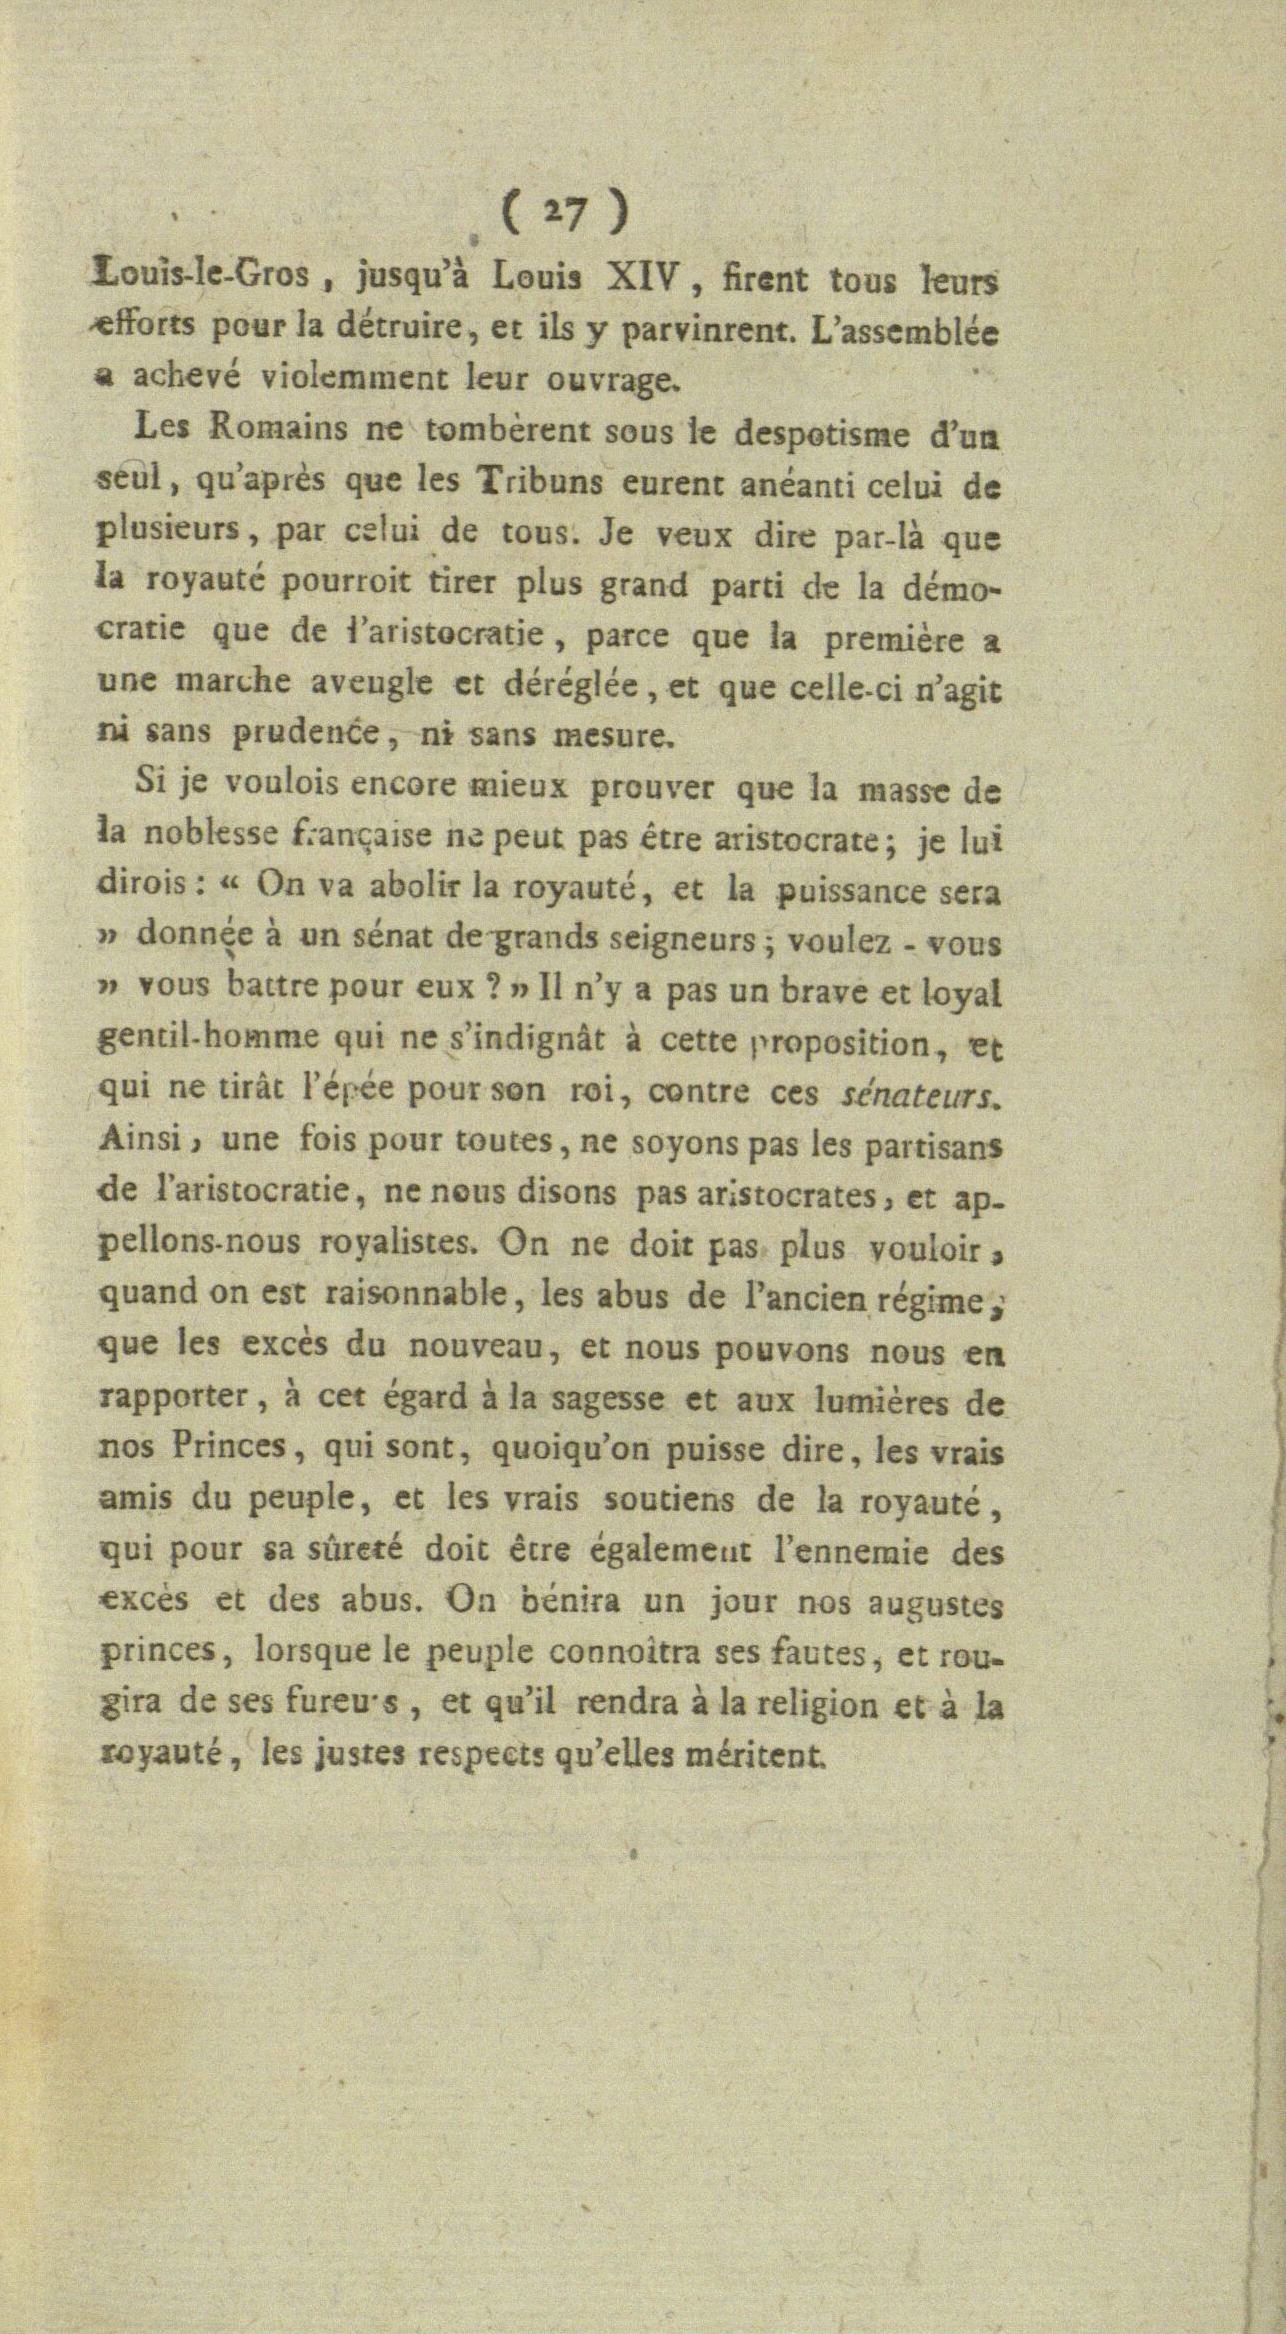 ( 27 )
Louis-le-Gros , jusqu'à Louis XIV , firent tous leurs
efforts pour la détruire, et ils y parvinrent. L'assemblée
a achevé violemment leur ouvrage.
Les Romains ne tombèrent sous le despotisme d'un
seul, qu'après que les Tribuns eurent anéanti celui de
plusieurs, par celui de tous. Je veux dire par-là que
la royauté pourroit tirer plus grand parti de la démo-
cratie que de l'aristocratie, parce que la première a
une marche aveugle et déréglée, et que celle-ci n'agit
ni sans prudence, ni sans mesure.
Si je voulois encore mieux prouver que la masse de
la noblesse française ne peut pas être aristocrate; je lui
dirois : « On va abolir la royauté, et la puissance sera
» donnée à un sénat de grands seigneurs; voulez - vous
» vous battre pour eux ? » Il n'y a pas un brave et loyal
gentil-homme qui ne s'indignât à cette proposition, et
qui ne tirât l'épée pour son roi, contre ces sénateurs.
Ainsi, une fois pour toutes, ne soyons pas les partisans
de l'aristocratie, ne nous disons pas aristocrates, et ap-
pellons-nous royalistes. On ne doit pas plus vouloir,
quand on est raisonnable, les abus de l'ancien régime;
que les excès du nouveau, et nous pouvons nous en
rapporter, à cet égard à la sagesse et aux lumières de
nos Princes, qui sont, quoiqu'on puisse dire, les vrais
amis du peuple, et les vrais soutiens de la royauté,
qui pour sa sûreté doit être également l'ennemie des
excès et des abus. On bénira un jour nos augustes
princes, lorsque le peuple connoîtra ses fautes, et rou-
gira de ses fureurs, et qu'il rendra à la religion et à la
royauté, les justes respects qu'elles méritent.